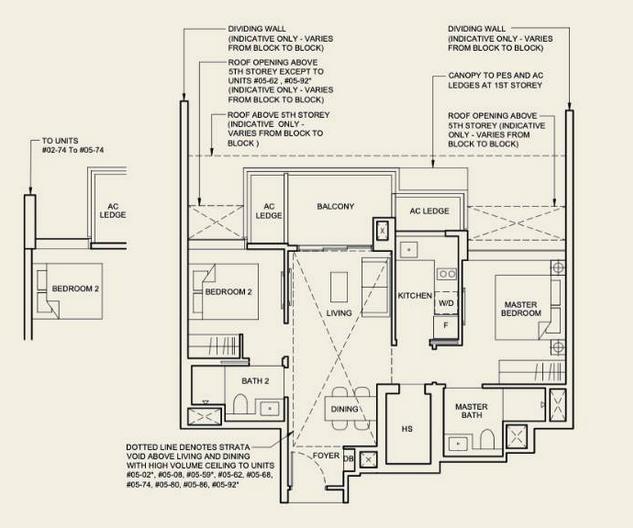 DIVIDING WALL
(INDICATIVE ONLY - VARIES
FROM BLOCK TO BLOCK)
ROOF OPENING ABOVE
5TH STOREY EXCEPT TO
UNITS #05-62 , #05-92*
(INDICATIVE ONLY - VARIES
FROM BLOCK TO BLOCK)
ROOF ABOVE 5TH STOREY
(INDICATIVE ONLY -
VARIES FROM BLOCK TO
BLOCK )
DIVIDING WALL
(INDICATIVE ONLY - VARIES
FROM BLOCK TO BLOCK)
CANOPY TO PES AND AC
LEDGES AT 1ST STOREY
ROOF OPENING ABOVE
5TH STOREY (INDICATIVE
ONLY - VARIES FROM
BLOCK TO BLOCK)
TO UNITS
#02-74 To #05-74
AC
LEDGE
BEDROOM 2
AC
LEDGE
BALCONY
AC LEDGE
X
BEDROOM 2
LIVING
KITCHEN
W/D
F
MASTER
BEDROOM
BATH 2
DINING
HS
MASTER
BATH
FOYER
DB
DOTTED LINE DENOTES STRATA
VOID ABOVE LIVING AND DINING
WITH HIGH VOLUME CEILING TO UNITS
#05-02*, #05-08, #05-59*, #05-62, #05-68,
#05-74, #05-80, #05-86, #05-92*